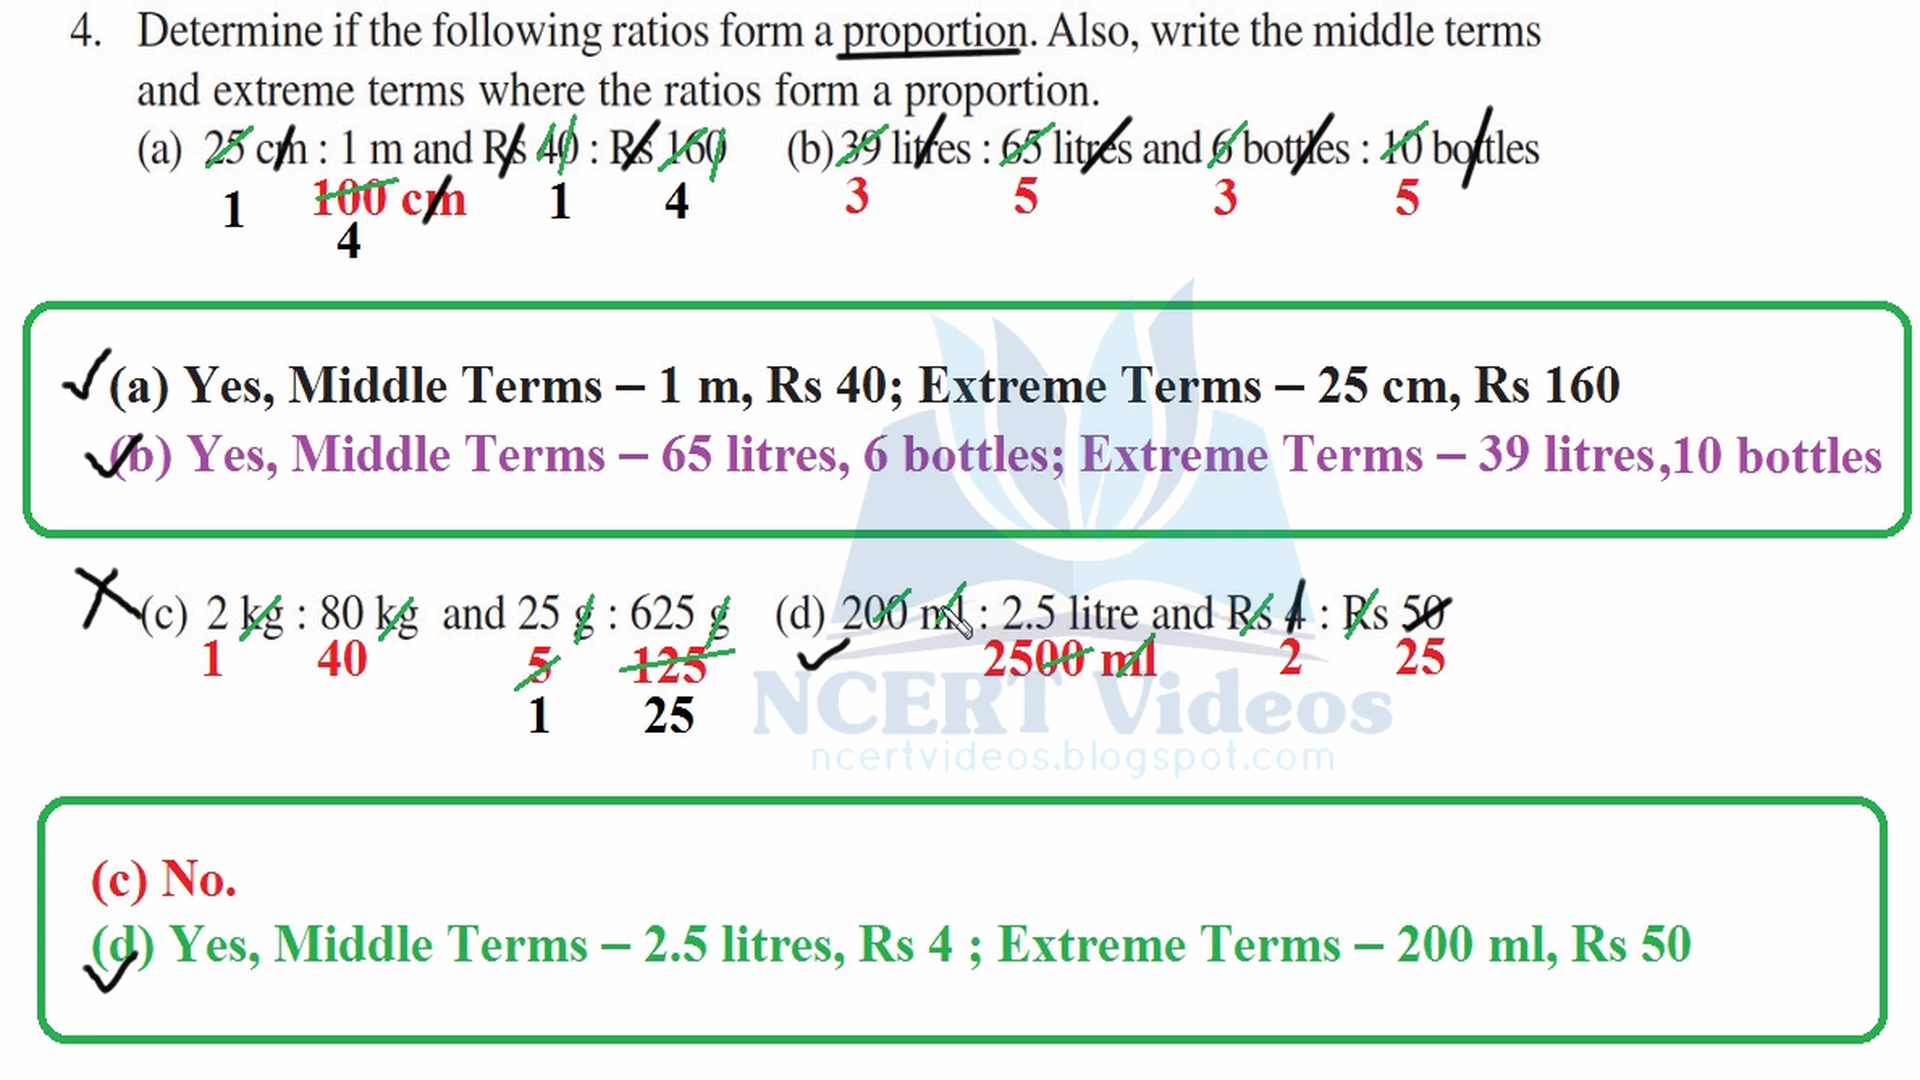 4. Determine if the following ratios form a proportion. Also, write the middle terms
and extreme terms where the ratios form a proportion.
(a) 25 cm : 1 m and Rs 40 : Rs 160 (b) 39 litres : 65 litres and 6 bottles : 10 bottles
1 100 cm 1 4 3 5 3 5
4
(a) Yes, Middle Terms – 1 m, Rs 40; Extreme Terms – 25 cm, Rs 160
(b) Yes, Middle Terms – 65 litres, 6 bottles; Extreme Terms – 39 litres,10 bottles
(c) 2 kg : 80 kg and 25 g : 625 g (d) 200 ml : 2.5 litre and Rs 4 : Rs 50
1 40 5 125 2500 ml 2 25
1 25
NCERT Videos
ncertvideos.blogspot.com
(c) No.
(d) Yes, Middle Terms – 2.5 litres, Rs 4 ; Extreme Terms – 200 ml, Rs 50